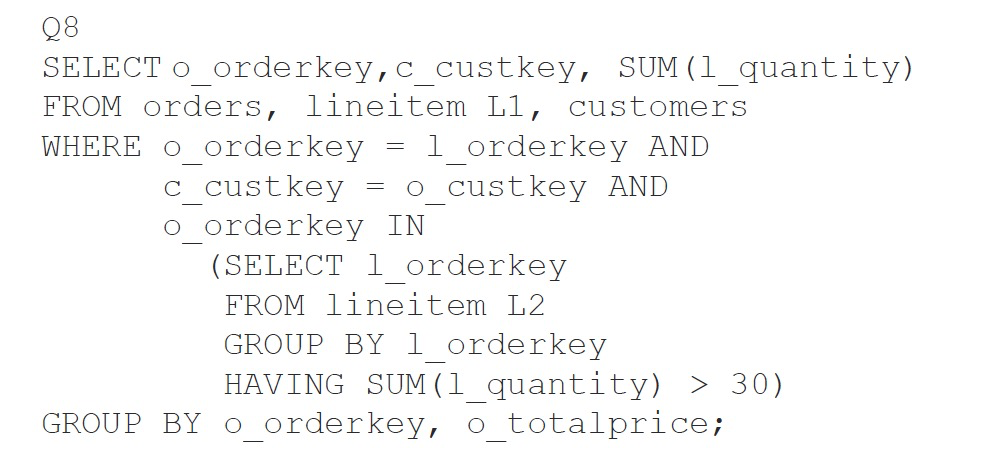 Q8
SELECT o_orderkey,c_custkey, SUM(l_quantity)
FROM orders, lineitem L1, customers
WHERE o_orderkey = l_orderkey AND
c_custkey = o_custkey AND
o_orderkey IN
(SELECT l_orderkey
FROM lineitem L2
GROUP BY l_orderkey
HAVING SUM(l_quantity) > 30)
GROUP BY o_orderkey, o_totalprice;